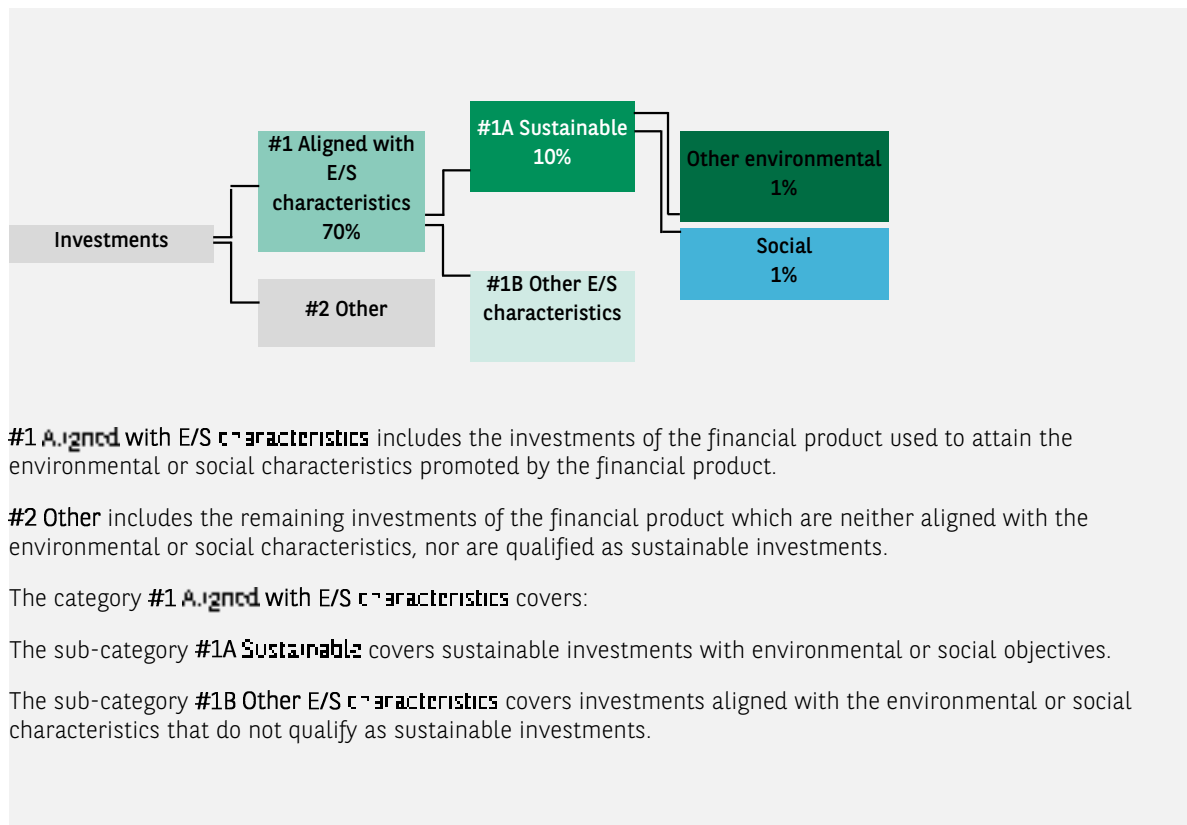 #1A Sustainable
10%
#1 Aligned with
E/S
characteristics
70%
Other environmental
1%
Investments
Social
1%
#2 Other
#1B Other E/S
characteristics
#1 Aligned with E/S characteristics includes the investments of the financial product used to attain the
environmental or social characteristics promoted by the financial product.
#2 Other includes the remaining investments of the financial product which are neither aligned with the
environmental or social characteristics, nor are qualified as sustainable investments.
The category #1 Aligned with E/S characteristics covers:
The sub-category #1A Sustainable covers sustainable investments with environmental or social objectives.
The sub-category #1B Other E/S characteristics covers investments aligned with the environmental or social
characteristics that do not qualify as sustainable investments.